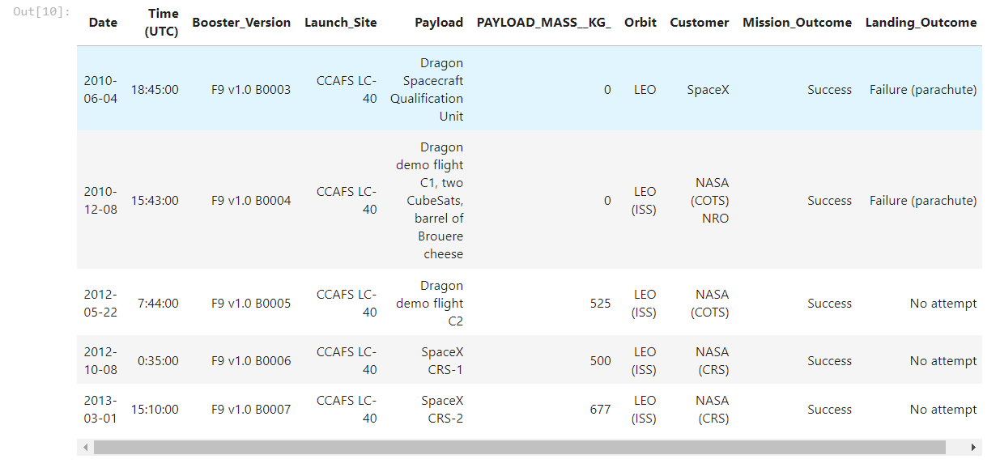 Out[10]:
Date Time (UTC) Booster_Version Launch_Site Payload PAYLOAD_MASS__KG_ Orbit Customer Mission_Outcome Landing_Outcome
2010-06-04 18:45:00 F9 v1.0 B0003 CCAFS LC-40 Dragon Spacecraft Qualification Unit 0 LEO SpaceX Success Failure (parachute)
2010-12-08 15:43:00 F9 v1.0 B0004 CCAFS LC-40 Dragon demo flight C1, two CubeSats, barrel of Brouere cheese 0 LEO (ISS) NASA (COTS) NRO Success Failure (parachute)
2012-05-22 7:44:00 F9 v1.0 B0005 CCAFS LC-40 Dragon demo flight C2 525 LEO (ISS) NASA (COTS) Success No attempt
2012-10-08 0:35:00 F9 v1.0 B0006 CCAFS LC-40 SpaceX CRS-1 500 LEO (ISS) NASA (CRS) Success No attempt
2013-03-01 15:10:00 F9 v1.0 B0007 CCAFS LC-40 SpaceX CRS-2 677 LEO (ISS) NASA (CRS) Success No attempt